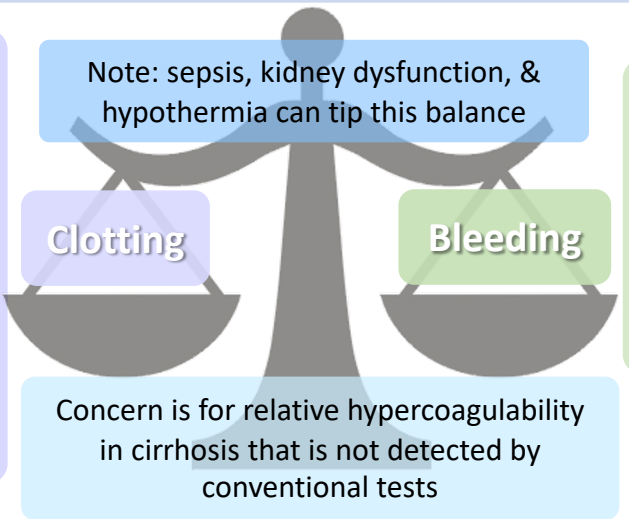 Note: sepsis, kidney dysfunction, &
hypothermia can tip this balance
Clotting
Bleeding
Concern is for relative hypercoagulability
in cirrhosis that is not detected by
conventional tests